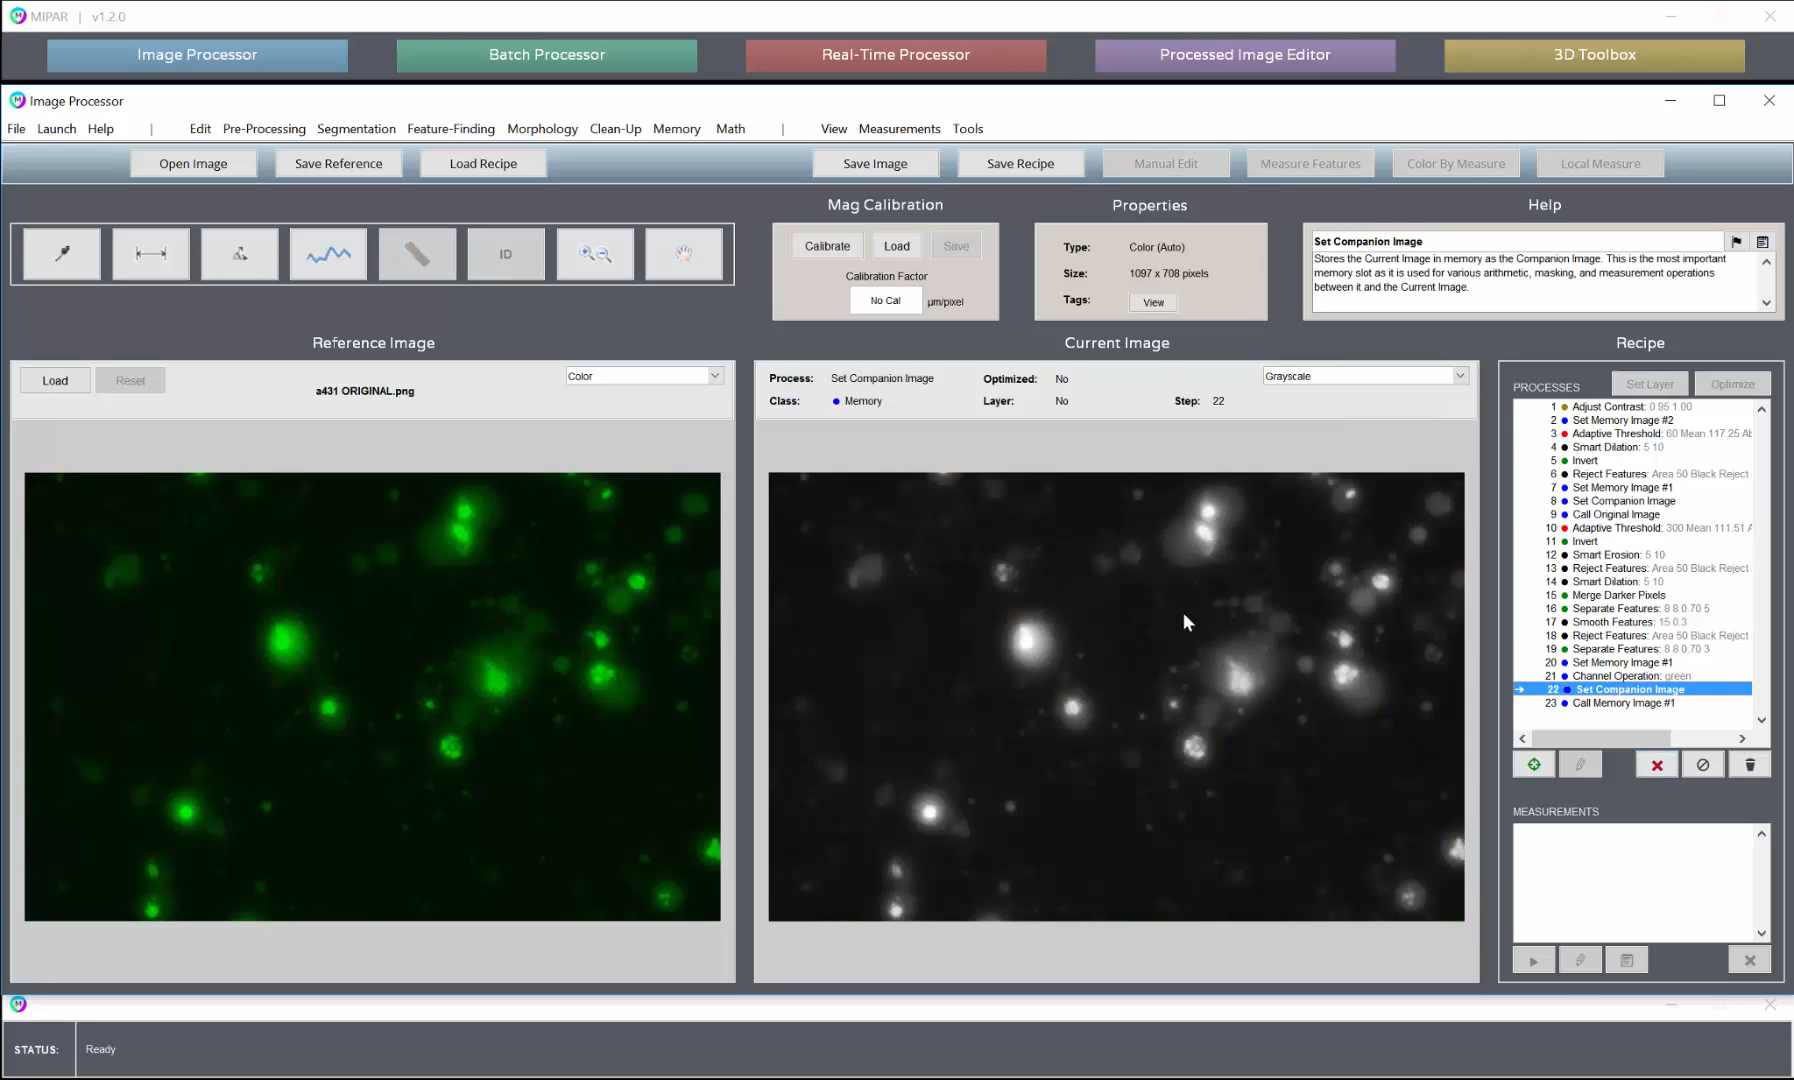 MIPAR | v1.2.0
Image Processor
Batch Processor
Real-Time Processor
Processed Image Editor
3D Toolbox
Image Processor
File Launch Help | Edit Pre-Processing Segmentation Feature-Finding Morphology Clean-Up Memory Math | View Measurements Tools
Open Image
Save Reference
Load Recipe
Save Image
Save Recipe
Manual Edit
Measure Features
Color By Measure
Local Measure
ID
Mag Calibration
Calibrate
Load
Save
Calibration Factor
No Cal
µm/pixel
Properties
Type: Color (Auto)
Size: 1097 x 708 pixels
Tags: View
Help
Set Companion Image
Stores the Current Image in memory as the Companion Image. This is the most important
memory slot as it is used for various arithmetic, masking, and measurement operations
between it and the Current Image.
Reference Image
Load
Reset
a431 ORIGINAL.png
Color
Current Image
Process: Set Companion Image
Optimized: No
Class: Memory
Layer: No
Step: 22
Grayscale
Recipe
PROCESSES
Set Layer
Optimize
1 Adjust Contrast: 0 95 1.00
2 Set Memory Image #2
3 Adaptive Threshold: 60 Mean 117.25 Ab
4 Smart Dilation: 5 10
5 Invert
6 Reject Features: Area 50 Black Reject
7 Set Memory Image #1
8 Set Companion Image
9 Call Original Image
10 Adaptive Threshold: 300 Mean 111.51 A
11 Invert
12 Smart Erosion: 5 10
13 Reject Features: Area 50 Black Reject
14 Smart Dilation: 5 10
15 Merge Darker Pixels
16 Separate Features: 8 8 0.70 5
17 Smooth Features: 15 0.3
18 Reject Features: Area 50 Black Reject
19 Separate Features: 8 8 0.70 3
20 Set Memory Image #1
21 Channel Operation: green
22 Set Companion Image
23 Call Memory Image #1
MEASUREMENTS
STATUS:
Ready